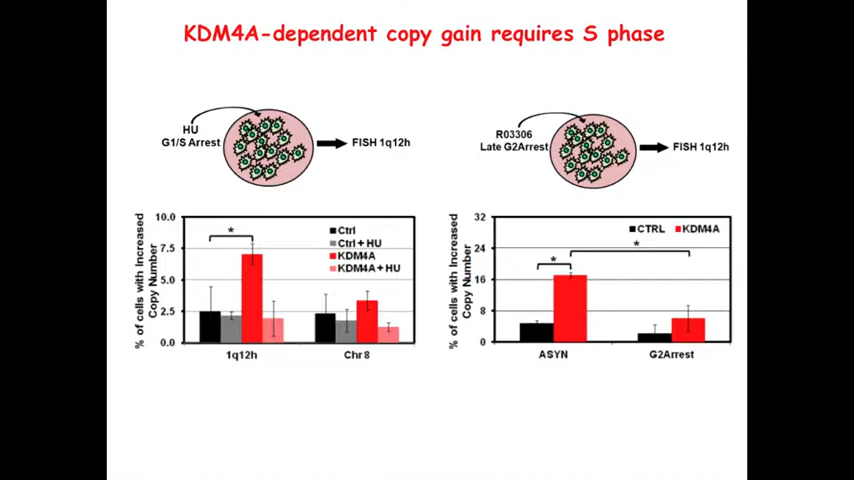 KDM4A-dependent copy gain requires S phase
HU
G1/S Arrest
FISH 1q12h
R03306
Late G2Arrest
FISH 1q12h
% of cells with Increased
Copy Number
10.0
7.5
5.0
2.5
0.0
*
Ctrl
Ctrl + HU
KDM4A
KDM4A + HU
1q12h
Chr8
% of cells with Increased
Copy Number
32
24
16
8
0
CTRL
KDM4A
*
*
ASYN
G2Arrest